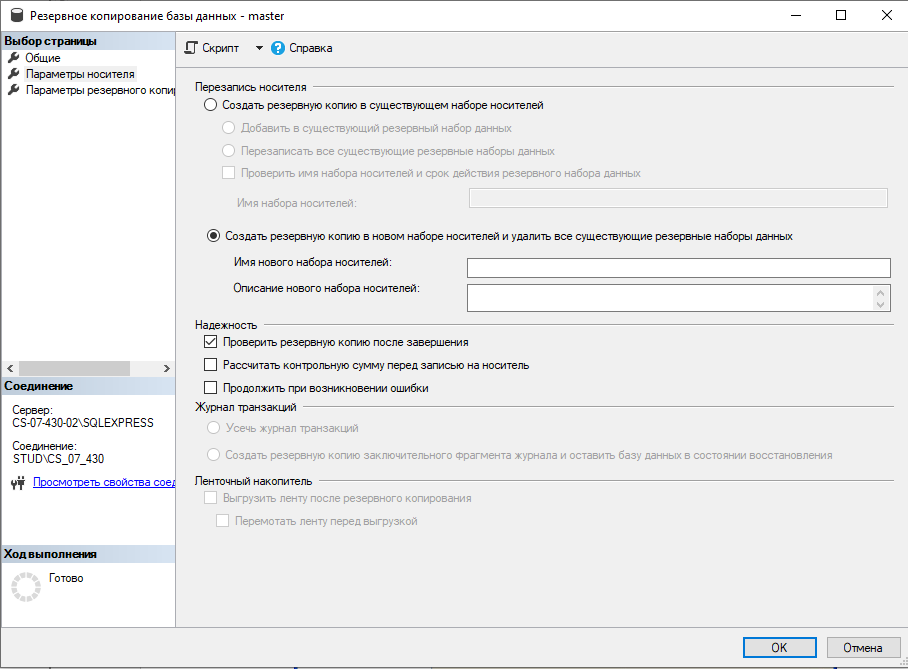 Резервное копирование базы данных - master
Выбор страницы
Общие
Параметры носителя
Параметры резервного копи
Скрипт
Справка
Перезапись носителя
Создать резервную копию в существующем наборе носителей
Добавить в существующий резервный набор данных
Перезаписать все существующие резервные наборы данных
Проверить имя набора носителей и срок действия резервного набора данных
Имя набора носителей:
Создать резервную копию в новом наборе носителей и удалить все существующие резервные наборы данных
Имя нового набора носителей:
Описание нового набора носителей:
Надежность
Проверить резервную копию после завершения
Рассчитать контрольную сумму перед записью на носитель
Продолжить при возникновении ошибки
Журнал транзакций
Усечь журнал транзакций
Создать резервную копию заключительного фрагмента журнала и оставить базу данных в состоянии восстановления
Ленточный накопитель
Выгрузить ленту после резервного копирования
Перемотать ленту перед выгрузкой
Соединение
Сервер:
CS-07-430-02\SQLEXPRESS
Соединение:
STUD\CS_07_430
Просмотреть свойства соед
Ход выполнения
Готово
OK
Отмена